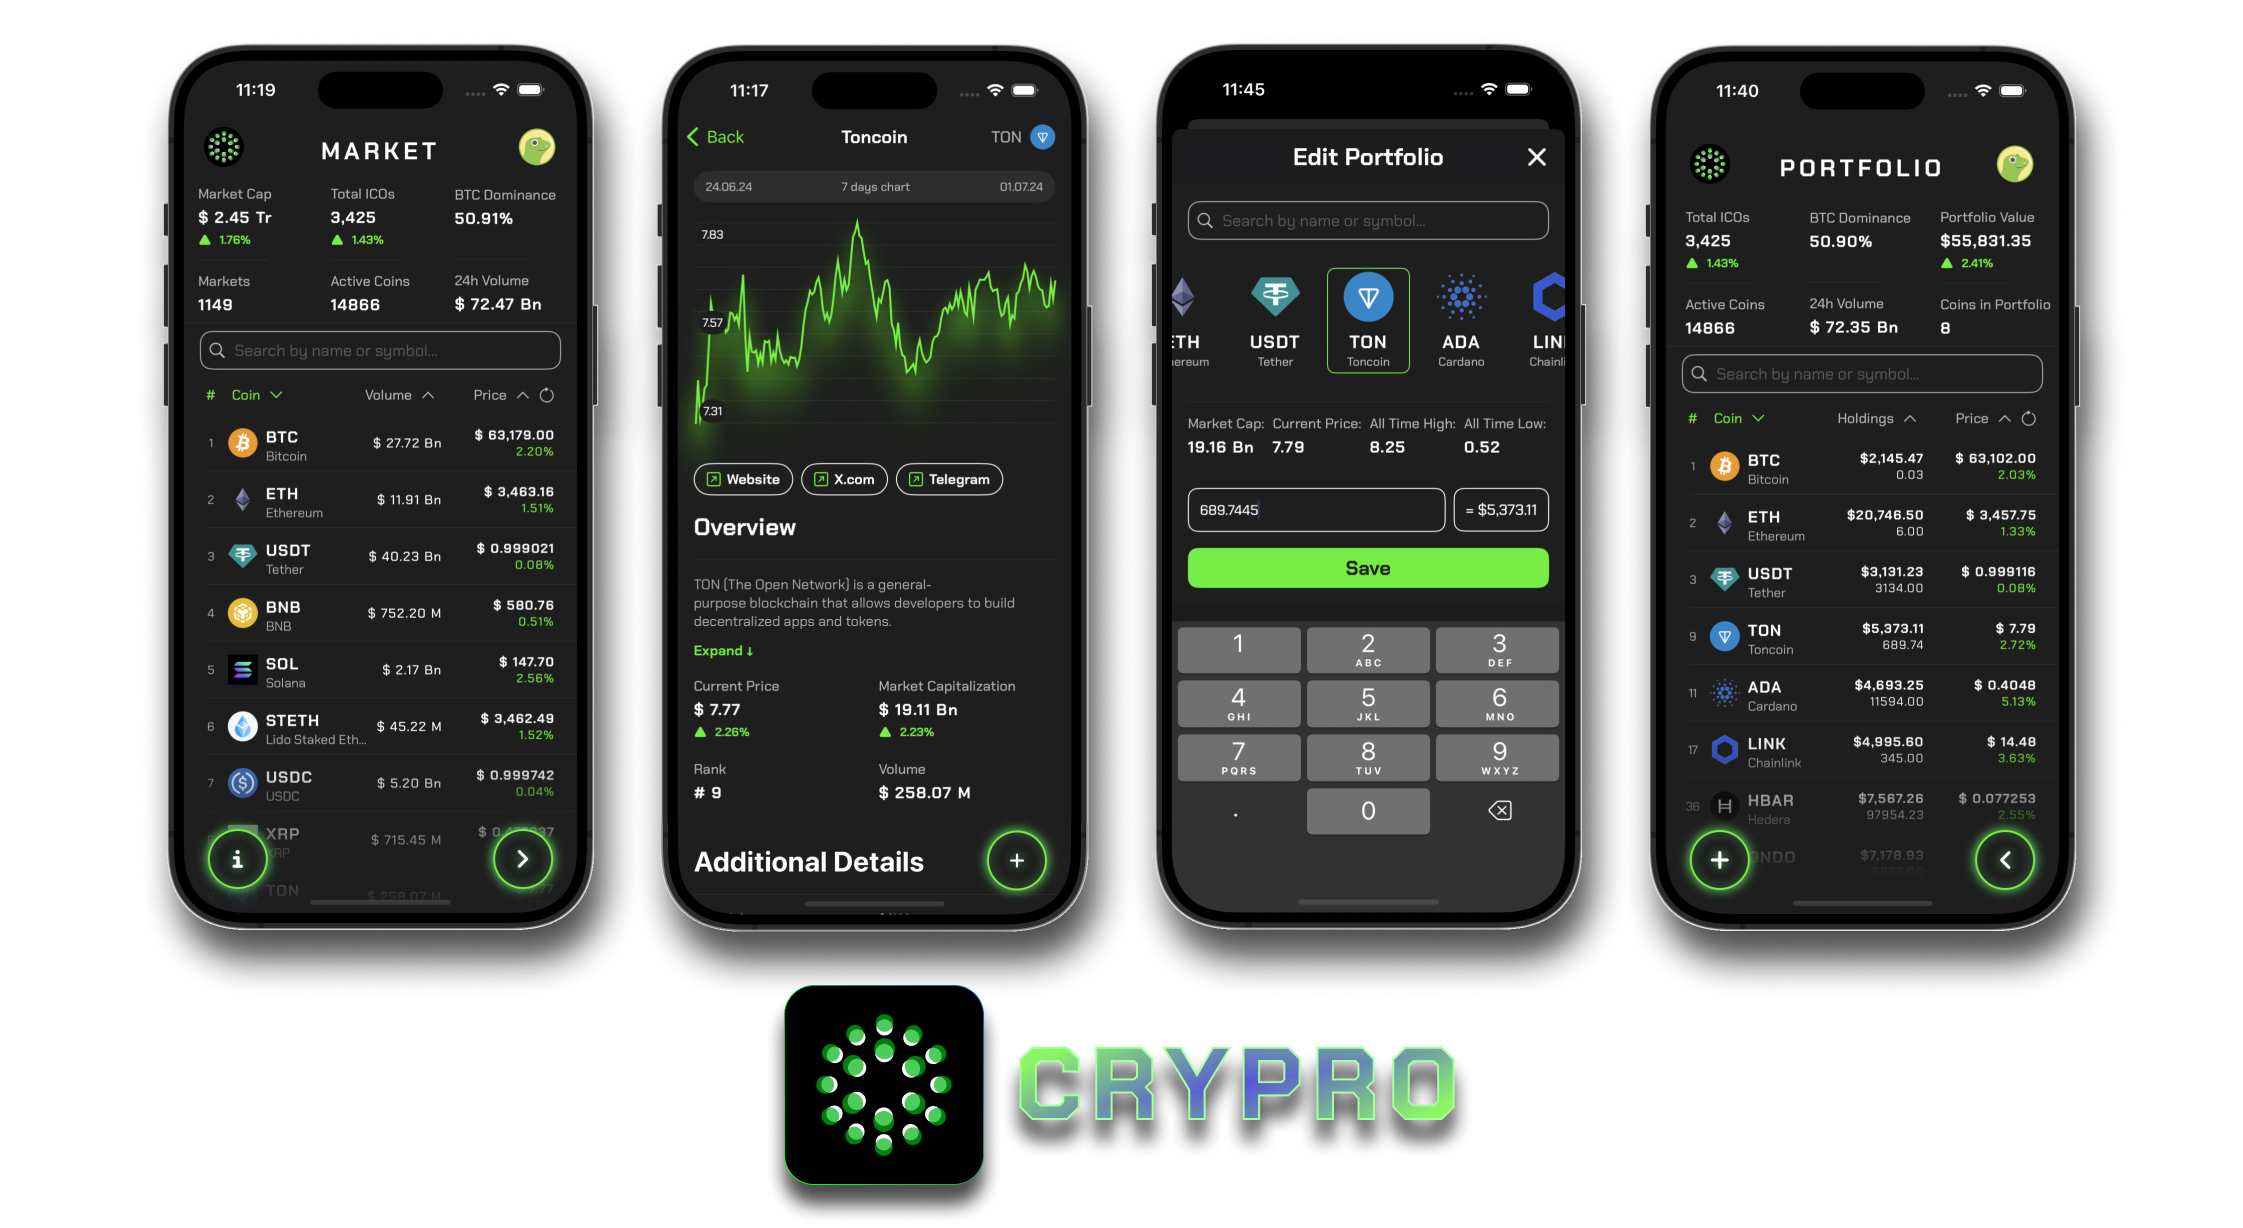 11:19
MARKET
Market Cap
Total ICOs
BTC Dominance
$ 2.45 Tr
3,425
50.91%
1.76%
1.43%
Markets
Active Coins
24h Volume
1149
14866
$ 72.47 Bn
Search by name or symbol...
# Coin Volume Price
1 BTC $ 27.72 Bn $ 63,179.00
Bitcoin 2.20%
2 ETH $ 11.91 Bn $ 3,463.16
Ethereum 1.51%
3 USDT $ 40.23 Bn $ 0.999021
Tether 0.08%
4 BNB $ 752.20 M $ 580.76
BNB 0.51%
5 SOL $ 2.17 Bn $ 147.70
Solana 2.56%
6 STETH $ 45.22 M $ 3,462.49
Lido Staked Eth... 1.52%
7 USDC $ 5.20 Bn $ 0.999742
USDC 0.04%
XRP $ 715.45 M
XRP
9 TON $ 258.07 M
i
11:17
Back
Toncoin
TON
24.06.24
7 days chart
01.07.24
7.83
7.57
7.31
Website
X.com
Telegram
Overview
TON (The Open Network) is a general-
purpose blockchain that allows developers to build
decentralized apps and tokens.
Expand ↓
Current Price
Market Capitalization
$ 7.77
$ 19.11 Bn
2.26%
2.23%
Rank
Volume
# 9
$ 258.07 M
Additional Details
+
11:45
Edit Portfolio
Search by name or symbol...
ETH
USDT
TON
ADA
LIN
hereum
Tether
Toncoin
Cardano
Chainli
Market Cap:
Current Price:
All Time High:
All Time Low:
19.16 Bn
7.79
8.25
0.52
689.7445
= $5,373.11
Save
1
2
3
ABC
DEF
4
5
6
GHI
JKL
MNO
7
8
9
PQRS
TUV
WXYZ
.
0
11:40
PORTFOLIO
Total ICOs
BTC Dominance
Portfolio Value
3,425
50.90%
$55,831.35
1.43%
2.41%
Active Coins
24h Volume
Coins in Portfolio
14866
$ 72.35 Bn
8
Search by name or symbol...
# Coin Holdings Price
1 BTC $2,145.47 $ 63,102.00
Bitcoin 0.03 2.03%
2 ETH $20,746.50 $ 3,457.75
Ethereum 6.00 1.33%
3 USDT $3,131.23 $ 0.999116
Tether 3134.00 0.08%
9 TON $5,373.11 $ 7.79
Toncoin 689.74 2.72%
11 ADA $4,693.25 $ 0.4048
Cardano 11594.00 5.13%
17 LINK $4,995.60 $ 14.48
Chainlink 345.00 3.63%
36 HBAR $7,567.26 $ 0.077253
Hedera 97954.23 2.55%
ONDO $7,178.93
+
CRYPRO